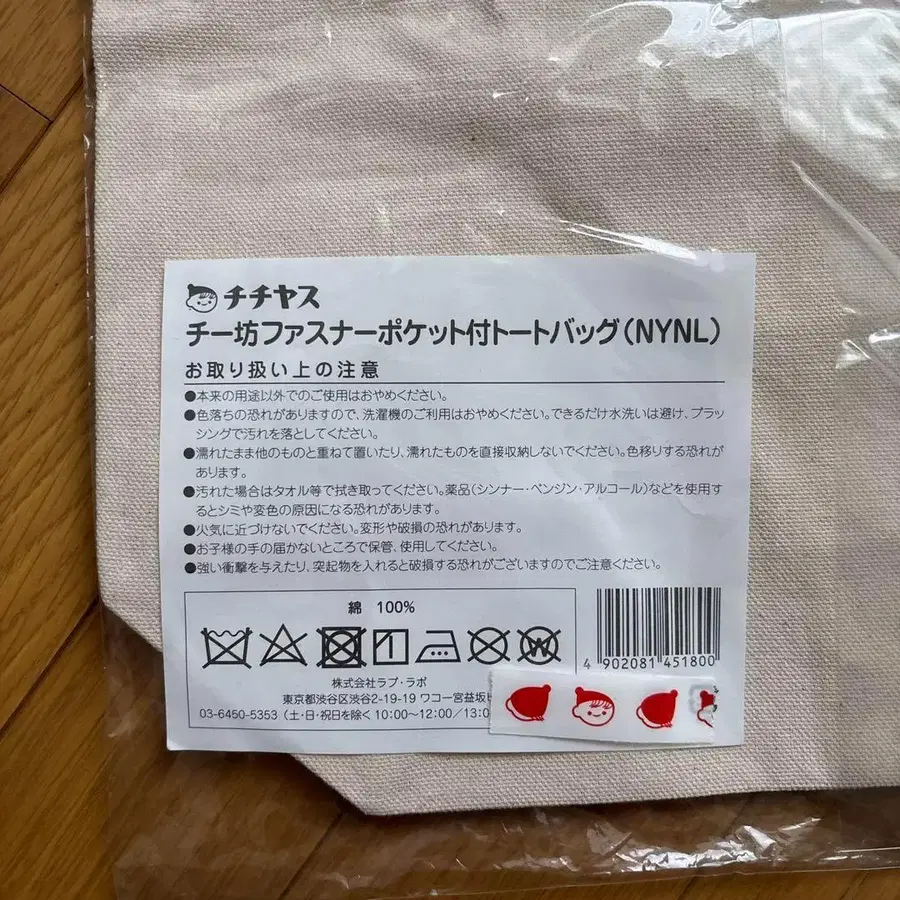 チチヤス
チー坊ファスナーポケット付トートバッグ(NYNL)
お取り扱い上の注意
●本来の用途以外でのご使用はおやめください。
●色落ちの恐れがありますので、洗濯機のご利用はおやめください。できるだけ水洗いは避け、ブラッ
シングで汚れを落としてください。
●濡れたまま他のものと重ねて置いたり、濡れたものを直接収納しないでください。色移りする恐れが
あります。
●汚れた場合はタオル等で拭き取ってください。薬品(シンナー・ベンジン・アルコール)などを使用す
るとシミや変色の原因になる恐れがあります。
●火気に近づけないでください。変形や破損の恐れがあります。
●お子様の手の届かないところで保管、使用してください。
●強い衝撃を与えたり、突起物を入れると破損する恐れがございますのでご注意ください。
綿 100%
W
4 902081 451800
株式会社ラブ・ラボ
東京都渋谷区渋谷2-19-19 ワコー宮益坂ビ
03-6450-5353(土・日・祝日を除く 10:00~12:00/13:0